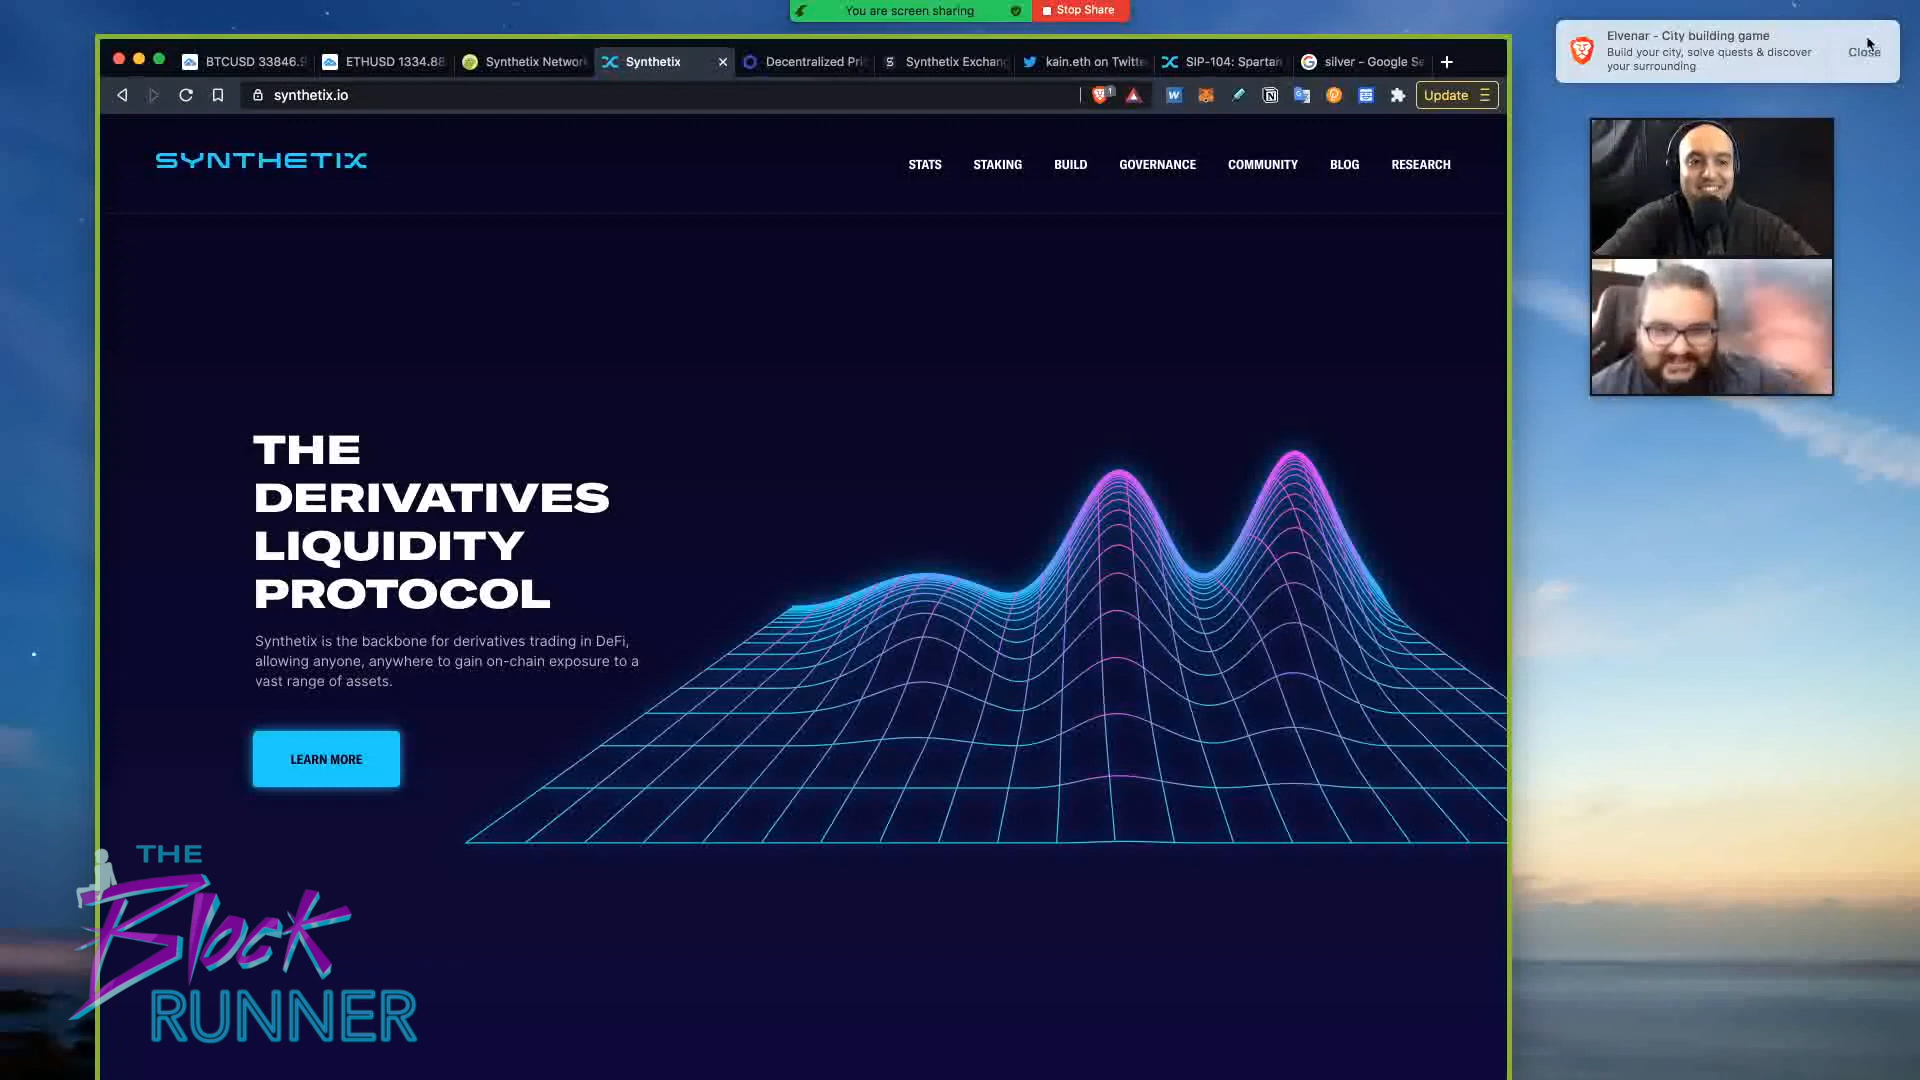 You are screen sharing
Stop Share
Elvenar - City building game
Build your city, solve quests & discover
your surrounding
Close
BTCUSD 33846.9
ETHUSD 1334.88
Synthetix Network
Synthetix
Decentralized Pri
Synthetix Exchan
kain.eth on Twitte
SIP-104: Spartan
silver - Google Se
synthetix.io
1
W
Update
SYNTHETIX
STATS
STAKING
BUILD
GOVERNANCE
COMMUNITY
BLOG
RESEARCH
THE
DERIVATIVES
LIQUIDITY
PROTOCOL
Synthetix is the backbone for derivatives trading in DeFi,
allowing anyone, anywhere to gain on-chain exposure to a
vast range of assets.
LEARN MORE
THE
Block
RUNNER